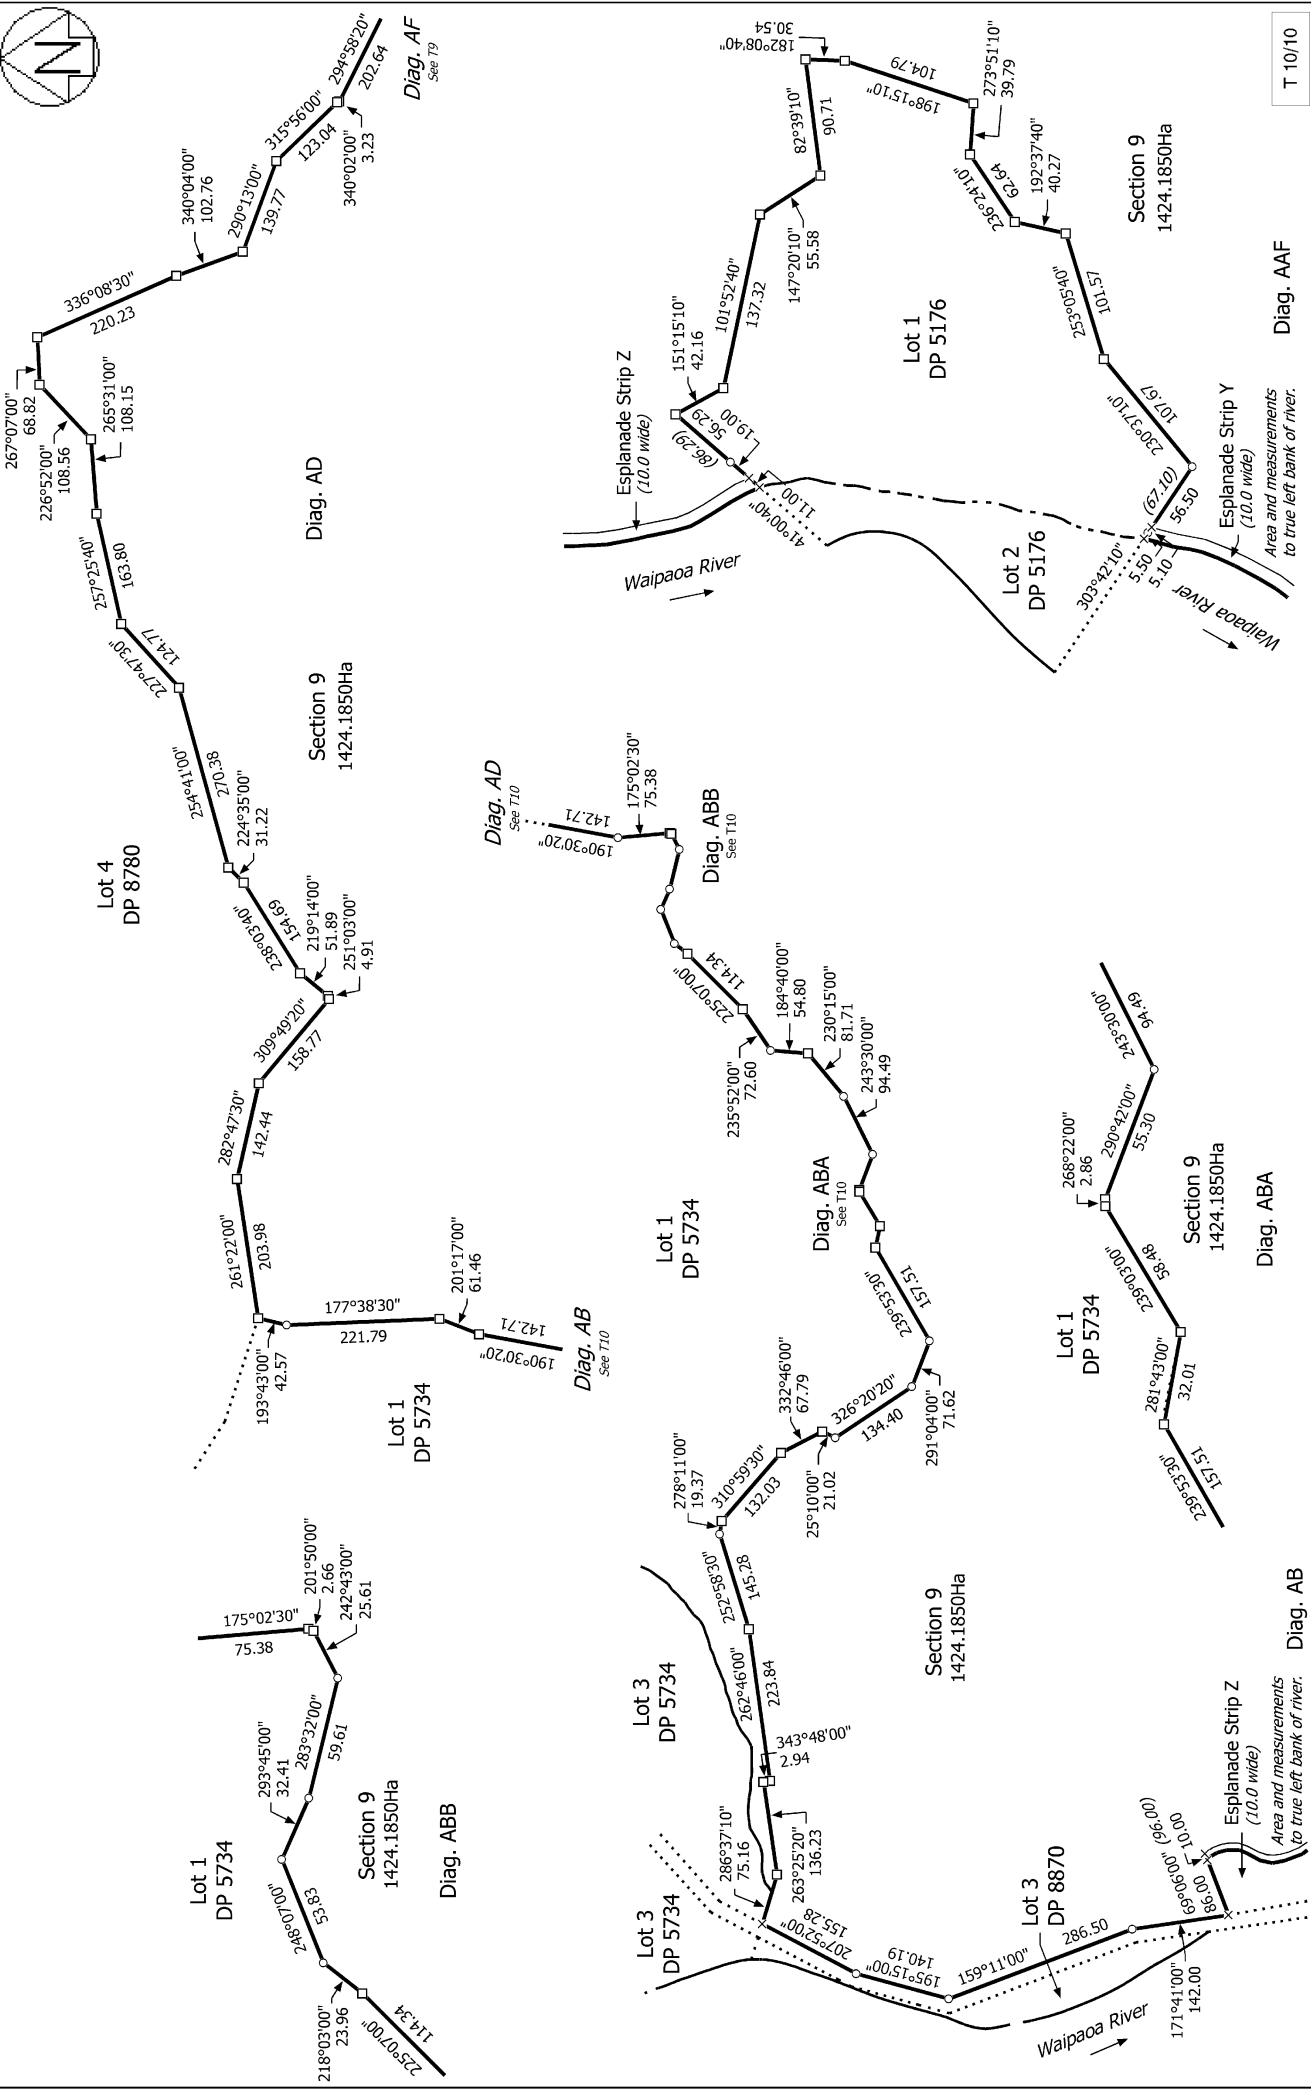 N
Diag. AF
See T9
294°58'20"
202.64
315°56'00"
123.04
340°02'00"
3.23
290°13'00"
139.77
340°04'00"
102.76
336°08'30"
220.23
267°07'00"
68.82
226°52'00"
108.56
265°31'00"
108.15
257°25'40"
163.80
227°47'30"
124.77
254°41'00"
270.38
224°35'00"
31.22
238°03'40"
154.69
219°14'00"
51.89
251°03'00"
4.91
309°49'20"
158.77
282°47'30"
142.44
261°22'00"
203.98
193°43'00"
42.57
177°38'30"
221.79
201°17'00"
61.46
190°30'20"
142.71
Diag. AB
See T10
Lot 4
DP 8780
Section 9
1424.1850Ha
Diag. AD
Lot 1
DP 5734
175°02'30"
75.38
201°50'00"
2.66
242°43'00"
25.61
283°32'00"
59.61
293°45'00"
32.41
248°07'00"
53.83
218°03'00"
23.96
225°07'00"
114.34
Lot 1
DP 5734
Section 9
1424.1850Ha
Diag. ABB
182°08'40"
30.54
82°39'10"
90.71
198°15'10"
104.79
273°51'10"
39.79
236°24'10"
62.64
192°37'40"
40.27
253°05'40"
101.57
230°37'10"
107.67
147°20'10"
55.58
101°52'40"
137.32
151°15'10"
42.16
56.29
(86.29)
19.00
11.00
41°00'40"
Esplanade Strip Z
(10.0 wide)
Waipaoa River
Lot 1
DP 5176
Lot 2
DP 5176
Section 9
1424.1850Ha
Diag. AAF
(67.10)
56.50
303°42'10"
5.50
5.10
Waipaoa River
Esplanade Strip Y
(10.0 wide)
Area and measurements
to true left bank of river.
T 10/10
Diag. AD
See T10
190°30'20"
142.71
175°02'30"
75.38
Diag. ABB
See T10
225°07'00"
114.34
235°52'00"
72.60
184°40'00"
54.80
230°15'00"
81.71
243°30'00"
94.49
Diag. ABA
See T10
Lot 1
DP 5734
239°53'30"
157.51
291°04'00"
71.62
326°20'20"
134.40
25°10'00"
21.02
332°46'00"
67.79
310°59'30"
132.03
278°11'00"
19.37
252°58'30"
145.28
262°46'00"
223.84
343°48'00"
2.94
263°25'20"
136.23
286°37'10"
75.16
207°52'00"
155.28
195°15'00"
140.19
159°11'00"
286.50
171°41'00"
142.00
69°06'00" (96.00)
86.00
10.00
Lot 3
DP 5734
Lot 3
DP 5734
Section 9
1424.1850Ha
Lot 3
DP 8870
Waipaoa River
Esplanade Strip Z
(10.0 wide)
Area and measurements
to true left bank of river.
Diag. AB
243°30'00"
94.49
290°42'00"
55.30
268°22'00"
2.86
239°03'00"
58.48
281°43'00"
32.01
239°53'30"
157.51
Lot 1
DP 5734
Section 9
1424.1850Ha
Diag. ABA